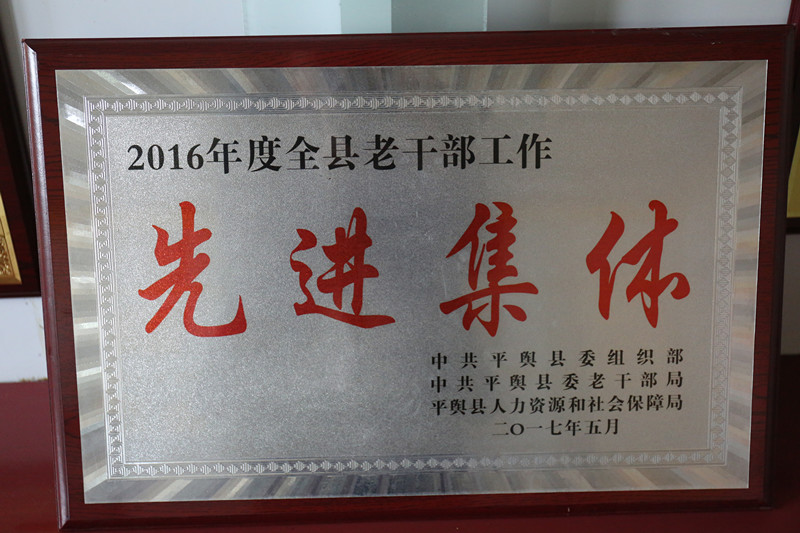 2016年度全县老干部工作
先进集体
中共平舆县委组织部
中共平舆县委老干部局
平舆县人力资源和社会保障局
二〇一七年五月